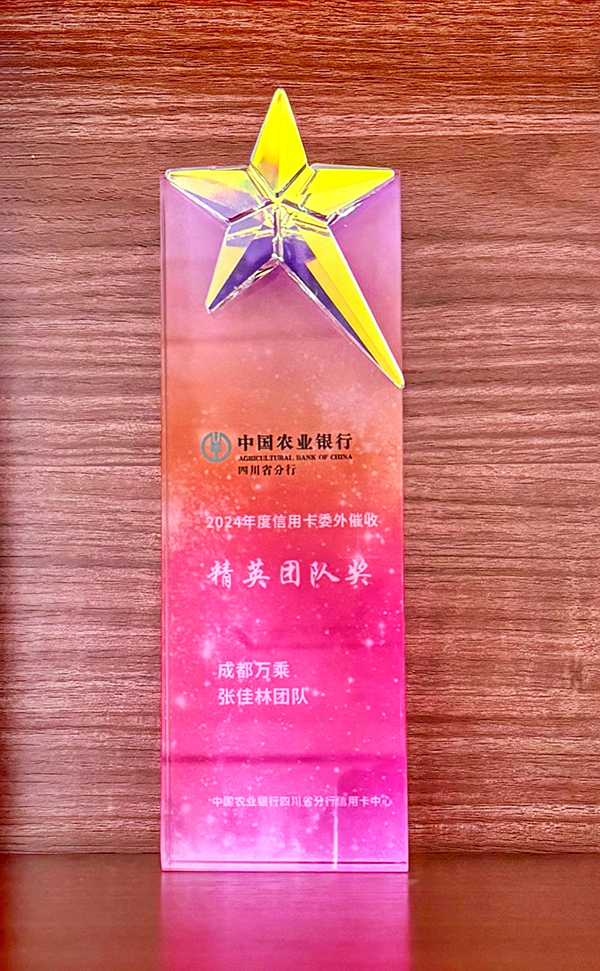 中国农业银行
AGRICULTURAL BANK OF CHINA
四川省分行
2024年度信用卡委外催收
精英团队奖
成都万乘
张佳林团队
中国农业银行四川省分行信用卡中心